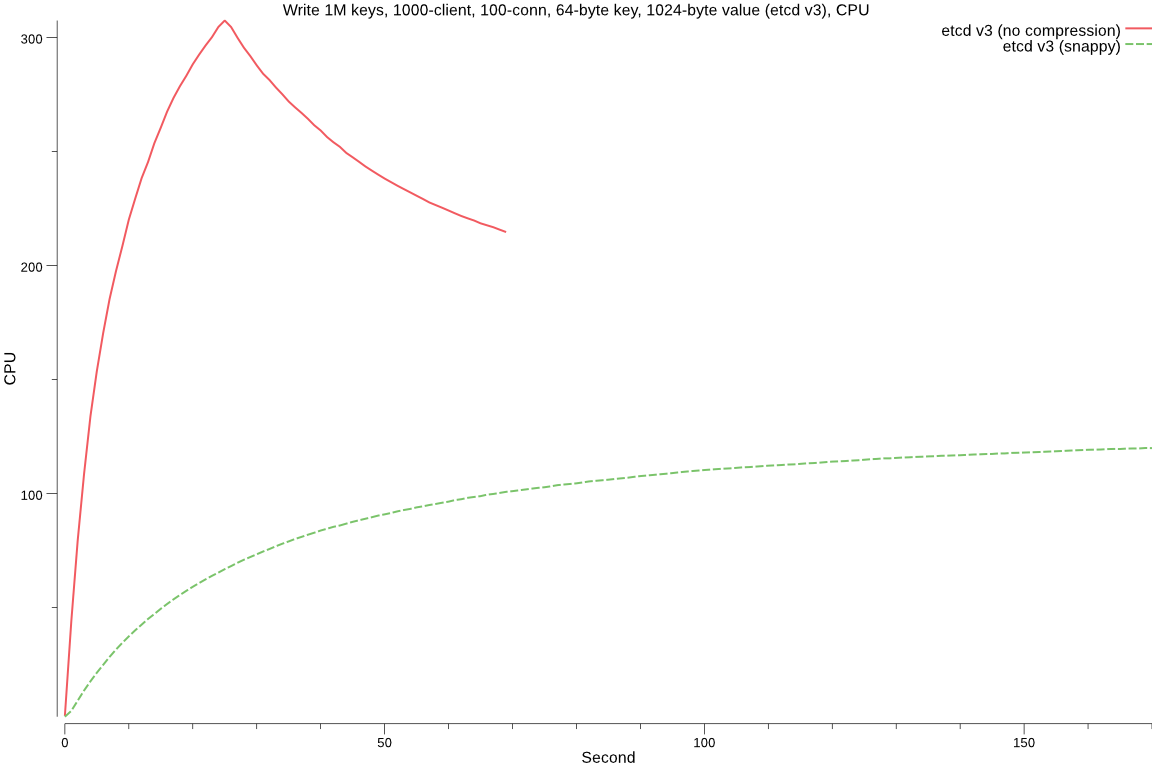 Write 1M keys, 1000-client, 100-conn, 64-byte key, 1024-byte value (etcd v3), CPU
etcd v3 (no compression)
etcd v3 (snappy)
300
200
100
CPU
0
50
100
150
Second